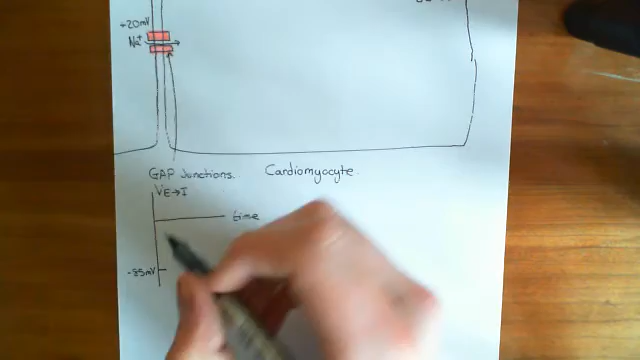 +20mV
Na+
GAP Junctions.
Cardiomyocyte.
VE→I
time
-85mV